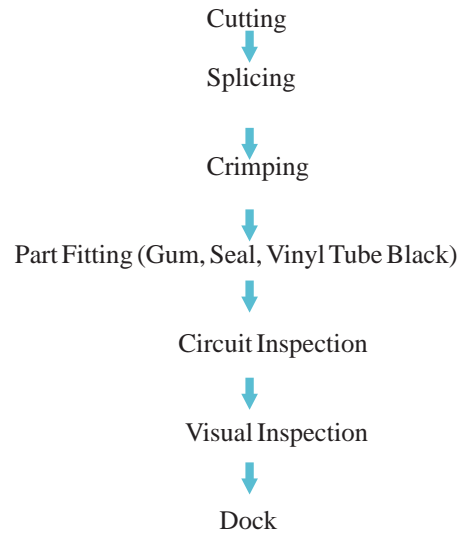 Cutting
Splicing
Crimping
Part Fitting (Gum, Seal, Vinyl Tube Black)
Circuit Inspection
Visual Inspection
Dock